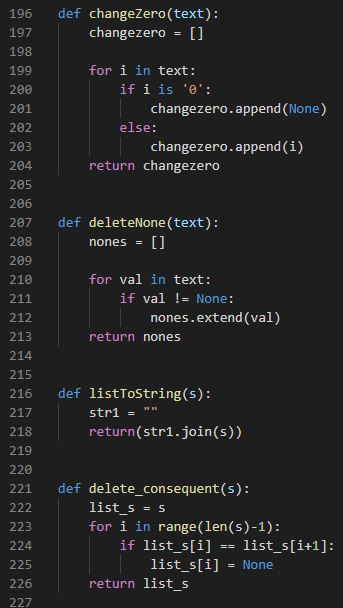 196 def changeZero(text):
197     changezero = []
198
199     for i in text:
200         if i is '0':
201             changezero.append(None)
202         else:
203             changezero.append(i)
204     return changezero
205
206
207 def deleteNone(text):
208     nones = []
209
210     for val in text:
211         if val != None:
212             nones.extend(val)
213     return nones
214
215
216 def listToString(s):
217     str1 = ""
218     return(str1.join(s))
219
220
221 def delete_consequent(s):
222     list_s = s
223     for i in range(len(s)-1):
224         if list_s[i] == list_s[i+1]:
225             list_s[i] = None
226     return list_s
227